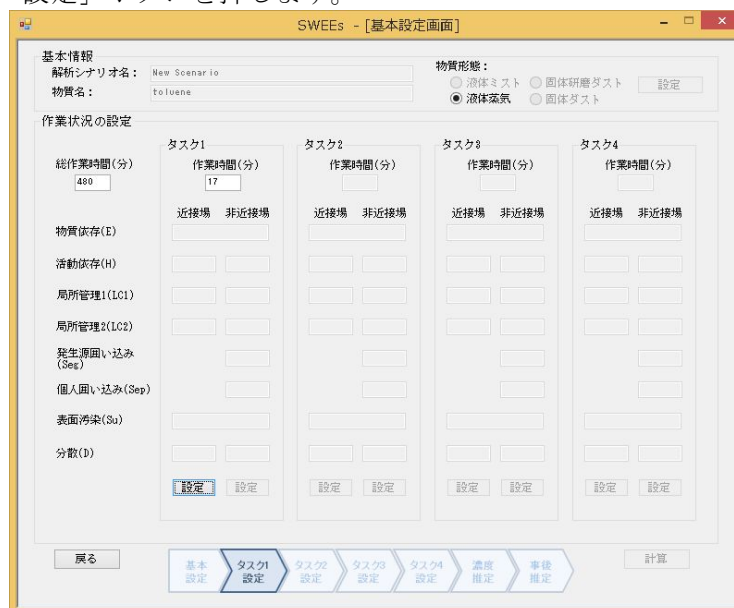 設定」ボタンを押します。
SWEEs - [基本設定画面]
基本情報
解析シナリオ名： New Scenario
物質名： toluene
物質形態：
液体ミスト 固体研磨ダスト
液体蒸気 固体ダスト
設定
作業状況の設定
タスク1 タスク2 タスク3 タスク4
総作業時間(分) 作業時間(分) 作業時間(分) 作業時間(分) 作業時間(分)
480 17
近接場 非近接場 近接場 非近接場 近接場 非近接場 近接場 非近接場
物質依存(E)
活動依存(H)
局所管理1(LC1)
局所管理2(LC2)
発生源囲い込み
(Seg)
個人囲い込み(Sep)
表面汚染(Su)
分散(D)
設定 設定 設定 設定 設定 設定 設定 設定
戻る
基本 タスク1 タスク2 タスク3 タスク4 濃度 事後
設定 設定 設定 設定 設定 推定 推定
計算